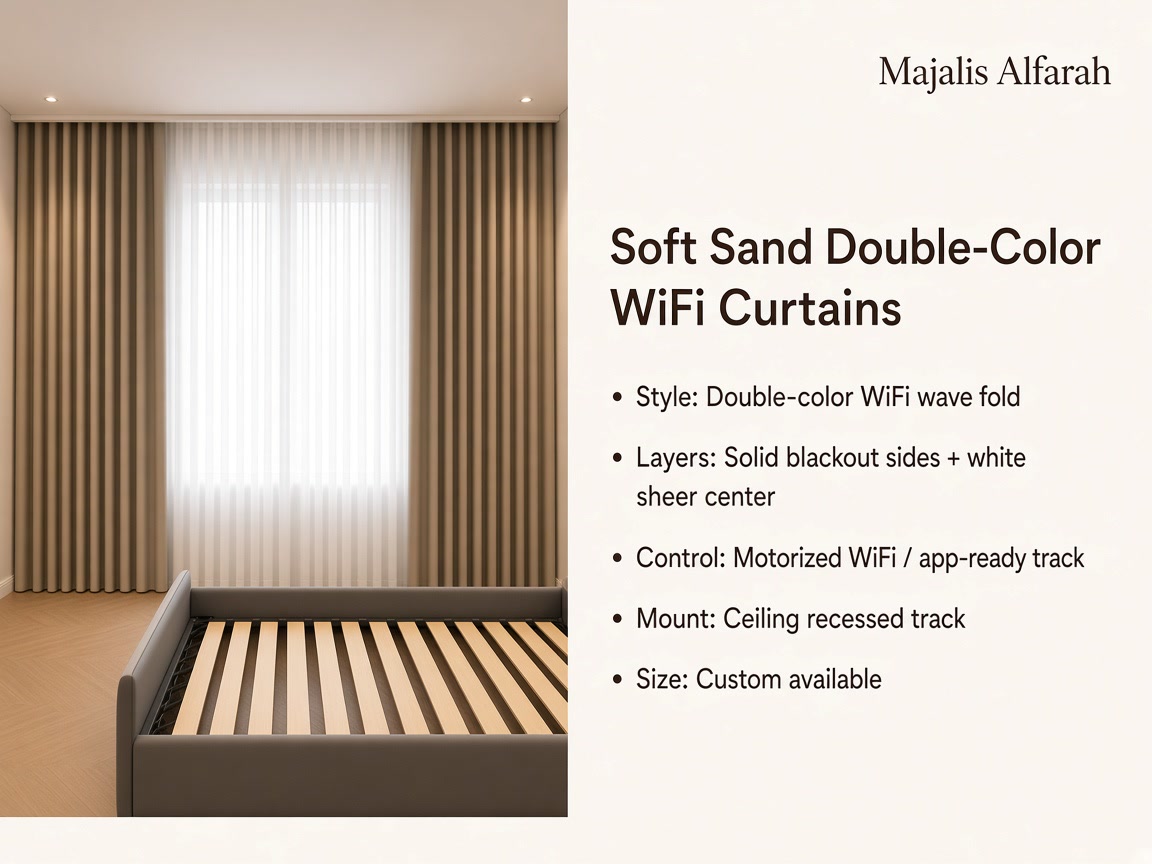 Majalis Alfarah
Soft Sand Double-Color
WiFi Curtains
• Style: Double-color WiFi wave fold
• Layers: Solid blackout sides + white
sheer center
• Control: Motorized WiFi / app-ready track
• Mount: Ceiling recessed track
• Size: Custom available